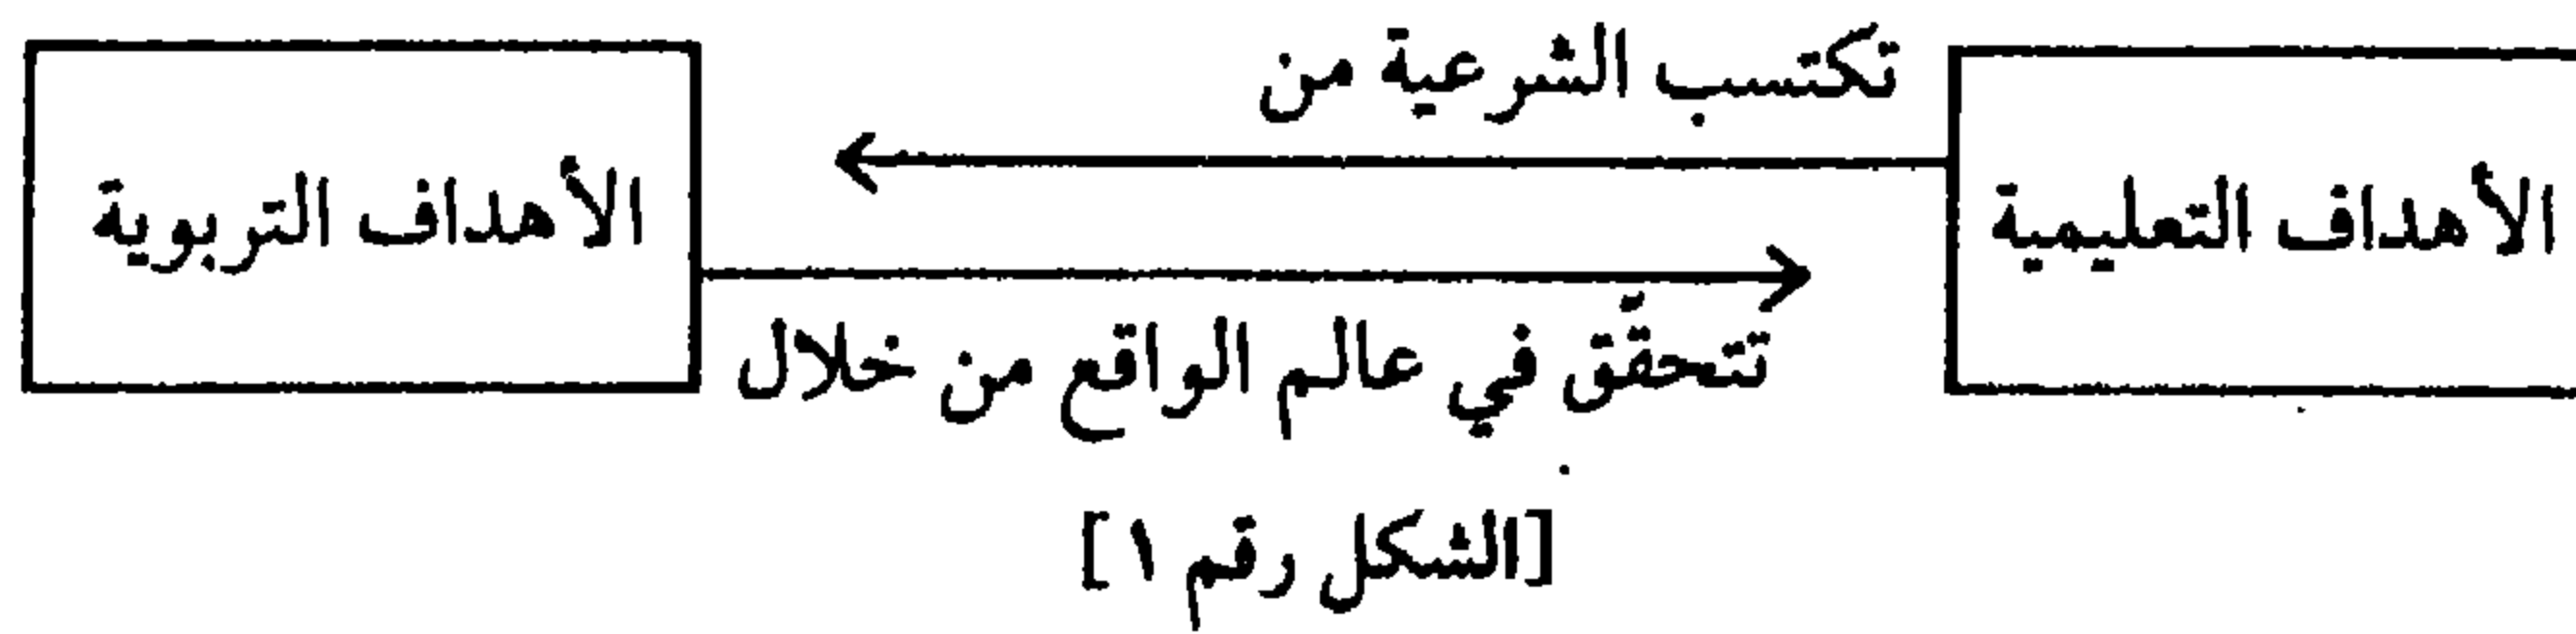 تكتسب الشرعية من
الأهداف التعليمية
الأهداف التربوية
تتحقّق في عالم الواقع من خلال
[الشكل رقم ١]